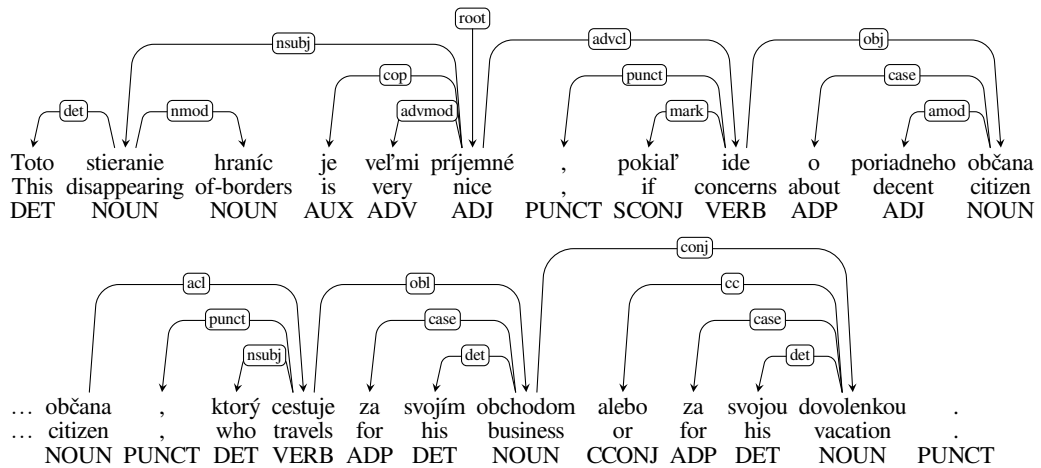 root
nsubj advcl obj
cop punct case
det nmod advmod mark amod
Toto stieranie hraníc je veľmi príjemné , pokiaľ ide o poriadneho občana
This disappearing of-borders is very nice , if concerns about decent citizen
DET NOUN NOUN AUX ADV ADJ PUNCT SCONJ VERB ADP ADJ NOUN
conj
acl obl cc
punct case case
nsubj det det
… občana , ktorý cestuje za svojím obchodom alebo za svojou dovolenkou .
… citizen , who travels for his business or for his vacation .
NOUN PUNCT DET VERB ADP DET NOUN CCONJ ADP DET NOUN PUNCT